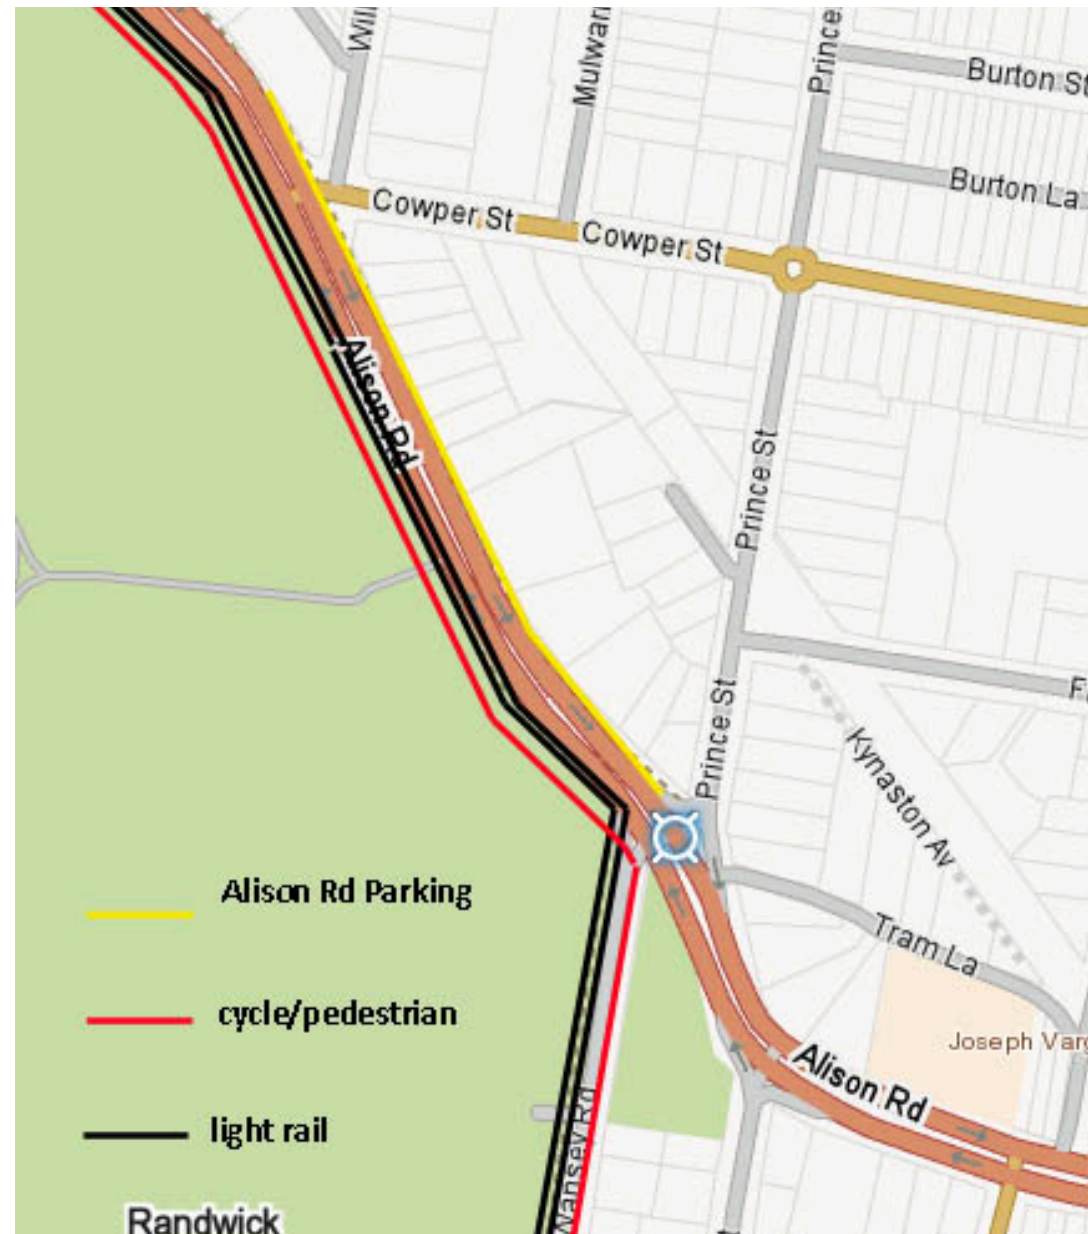 Will
Mulwarr
Prince
Burton St
Burton La
Cowper St
Cowper St
Alison Rd
Prince St
Prince St
F
Kynaston Av
Alison Rd Parking
Tram La
cycle/pedestrian
Joseph Varg
Alison Rd
light rail
Wansey Rd
Randwick
t